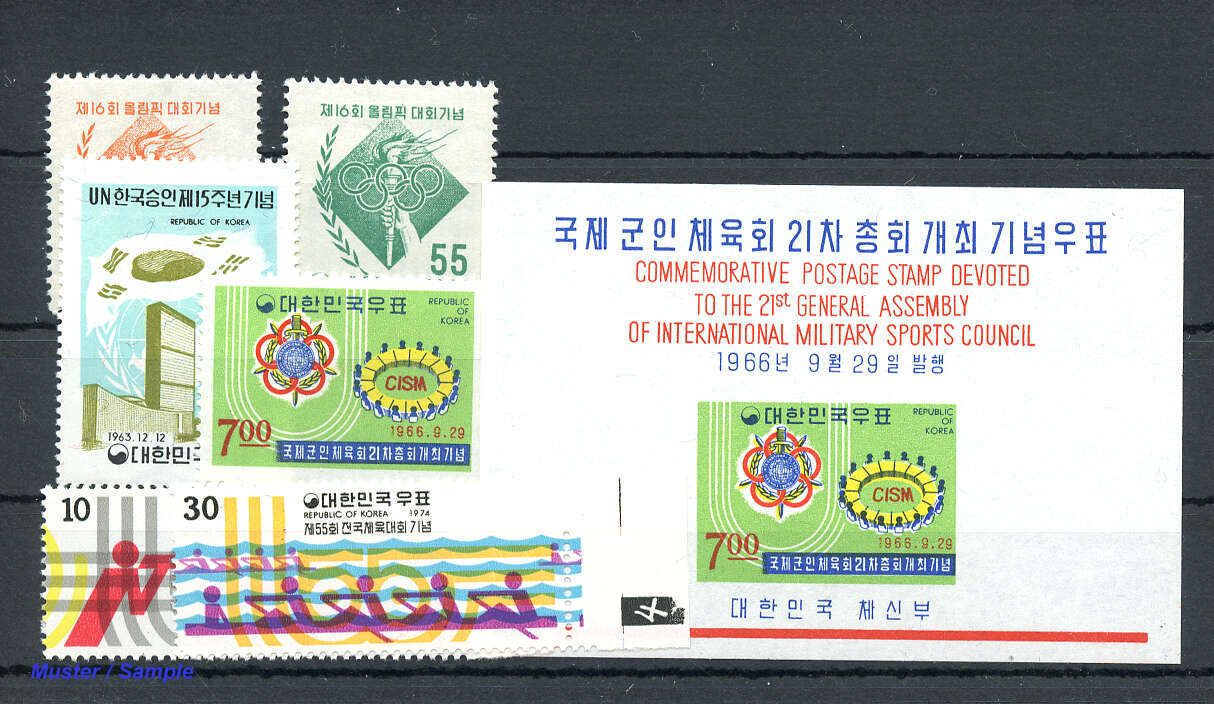 제16회 올림픽 대회기념
제16회 올림픽 대회기념
55
UN한국승인제15주년기념
REPUBLIC OF KOREA
1963.12.12
대한민국
대한민국우표
REPUBLIC
OF
KOREA
CISM
1966.9.29
7.00
국제군인체육회21차총회개최기념
10
30
대한민국우표
REPUBLIC OF KOREA 1974
제55회 전국체육대회기념
국제 군인 체육회 21차 총회 개최 기념우표
COMMEMORATIVE POSTAGE STAMP DEVOTED
TO THE 21st GENERAL ASSEMBLY
OF INTERNATIONAL MILITARY SPORTS COUNCIL
1966년 9월 29일 발행
대한민국우표
REPUBLIC
OF
KOREA
CISM
1966.9.29
7.00
국제군인체육회21차총회개최기념
대한민국 체신부
4
Muster / Sample